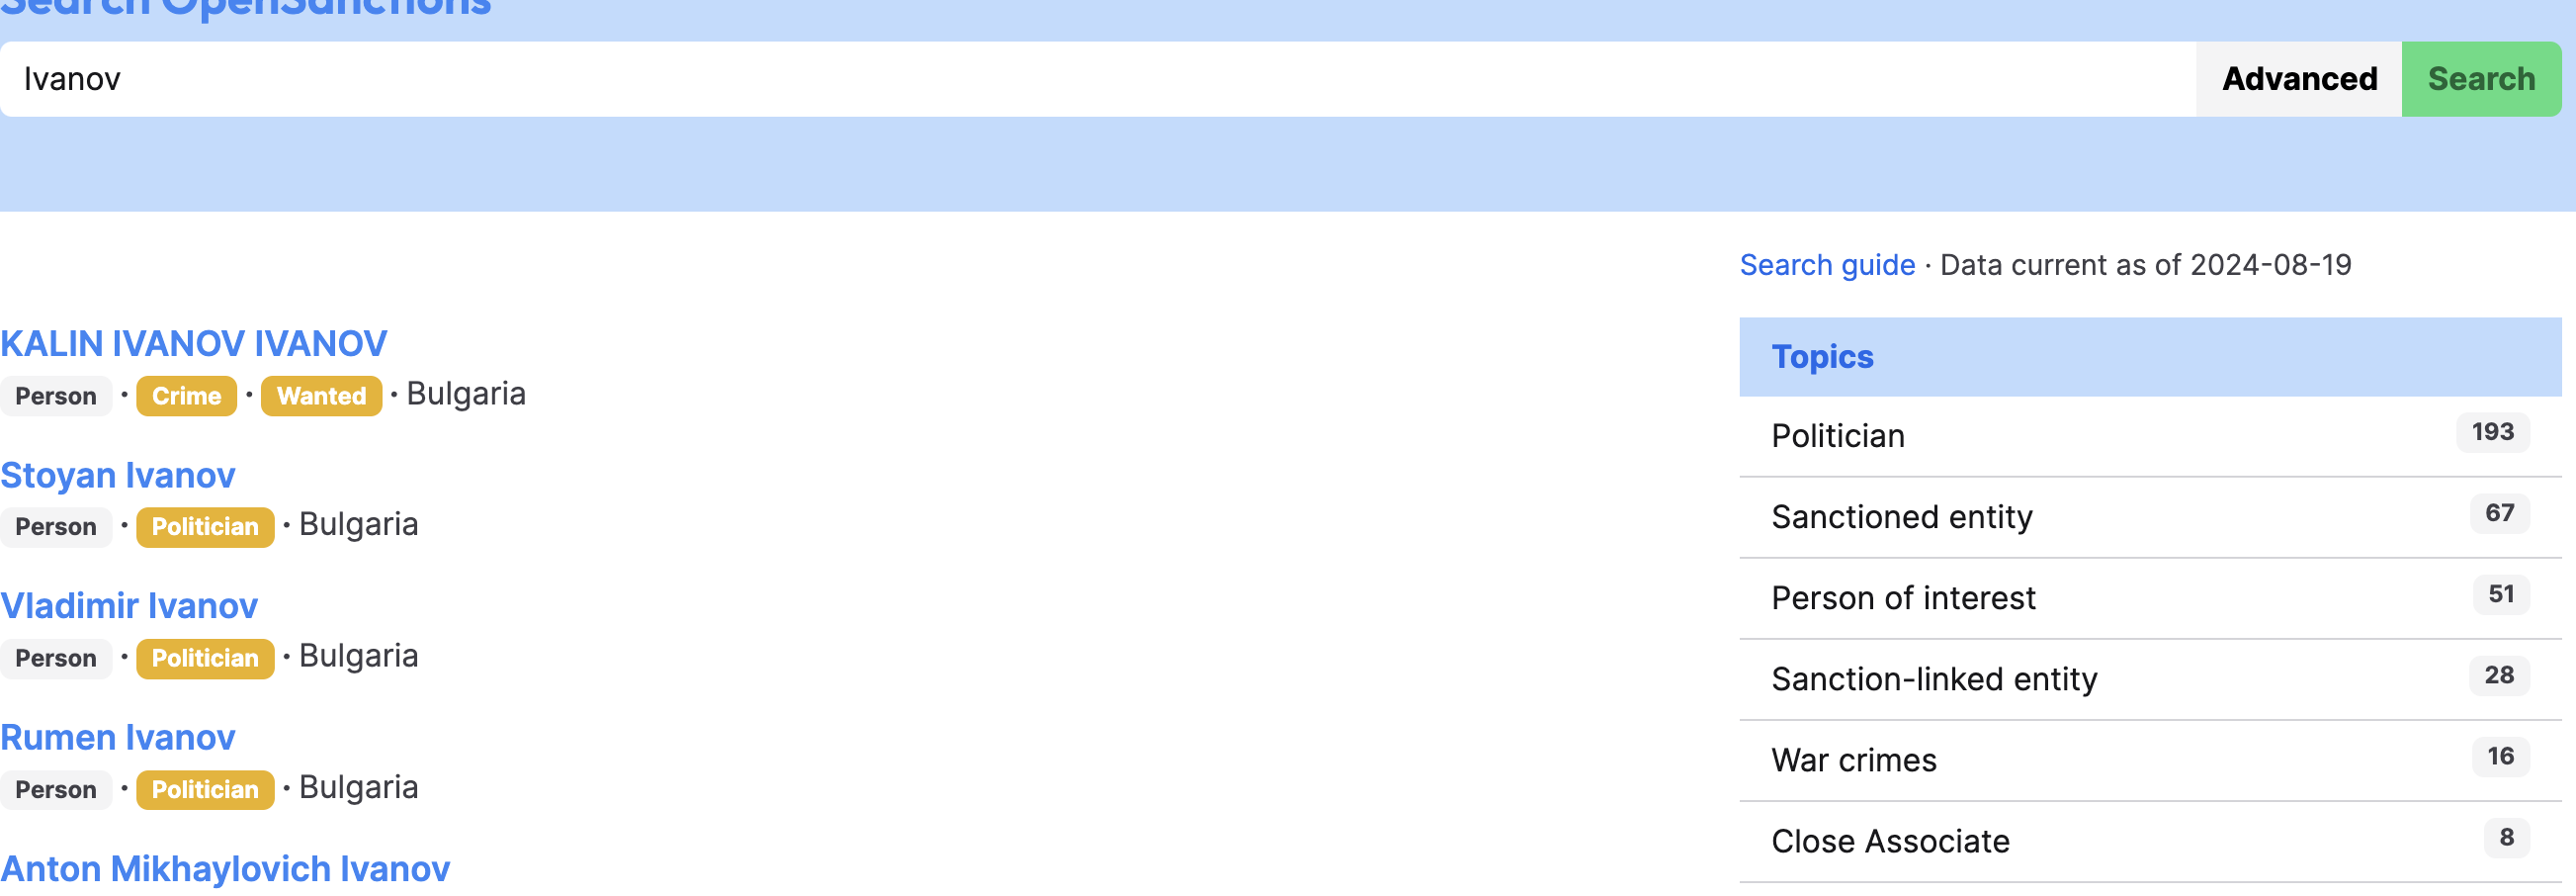 Search OpenSanctions
Ivanov
Advanced
Search
Search guide · Data current as of 2024-08-19
KALIN IVANOV IVANOV
Person · Crime · Wanted · Bulgaria
Stoyan Ivanov
Person · Politician · Bulgaria
Vladimir Ivanov
Person · Politician · Bulgaria
Rumen Ivanov
Person · Politician · Bulgaria
Anton Mikhaylovich Ivanov
Topics
Politician 193
Sanctioned entity 67
Person of interest 51
Sanction-linked entity 28
War crimes 16
Close Associate 8